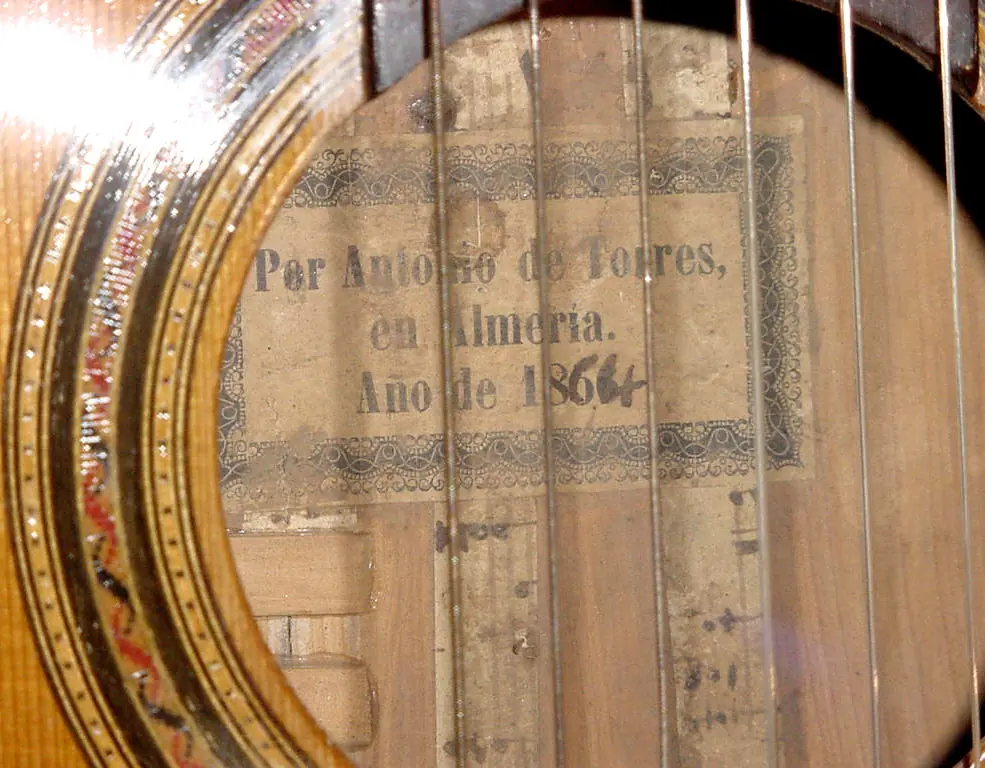 Por Antonio de Torres,
en Almería.
Año de 1864